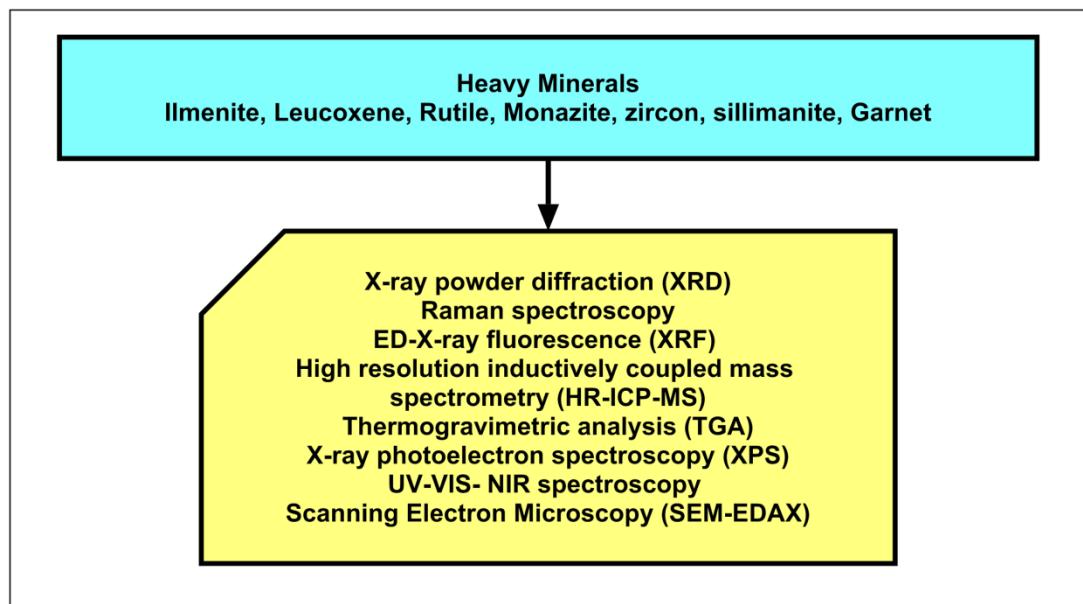 Heavy Minerals
Ilmenite, Leucoxene, Rutile, Monazite, zircon, sillimanite, Garnet
X-ray powder diffraction (XRD)
Raman spectroscopy
ED-X-ray fluorescence (XRF)
High resolution inductively coupled mass
spectrometry (HR-ICP-MS)
Thermogravimetric analysis (TGA)
X-ray photoelectron spectroscopy (XPS)
UV-VIS- NIR spectroscopy
Scanning Electron Microscopy (SEM-EDAX)